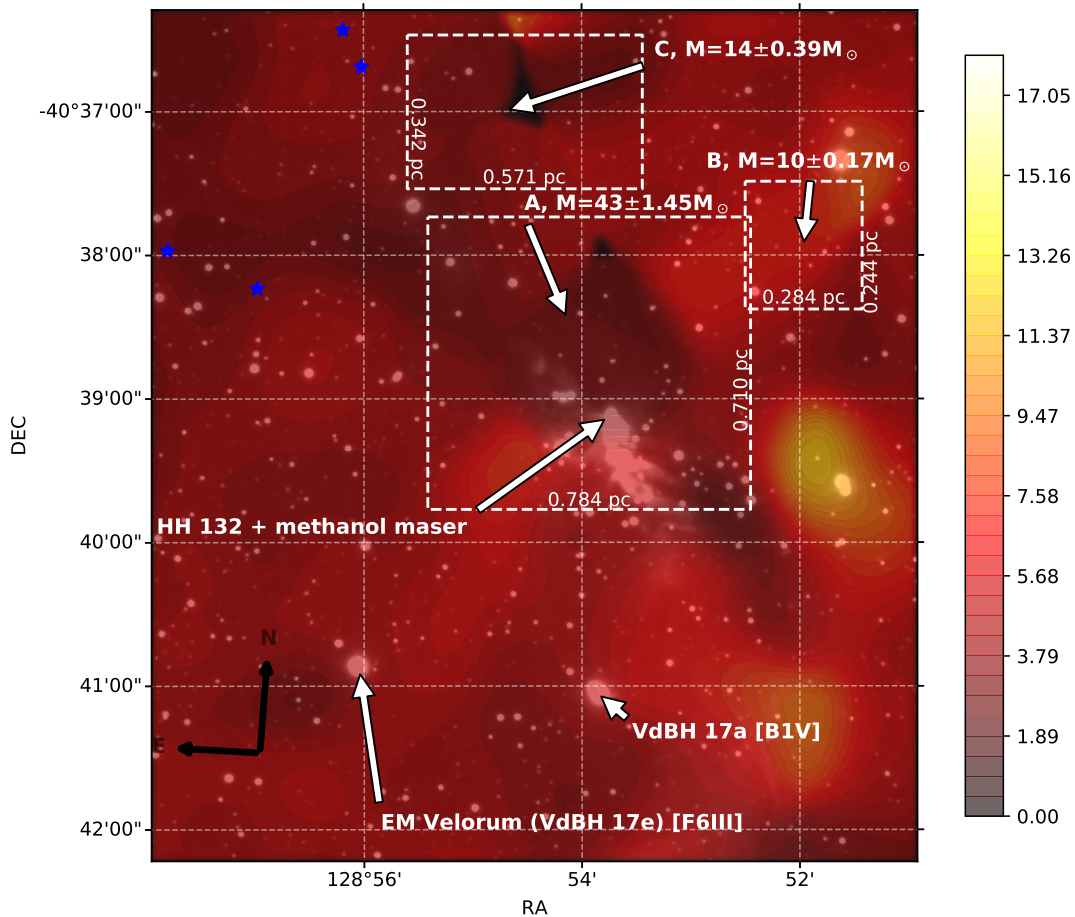 C, M=14±0.39M⊙
-40°37'00"
0.342 pc
0.571 pc
B, M=10±0.17M⊙
A, M=43±1.45M⊙
38'00"
0.284 pc
0.244 pc
0.710 pc
39'00"
0.784 pc
HH 132 + methanol maser
40'00"
N
E
41'00"
VdBH 17a [B1V]
EM Velorum (VdBH 17e) [F6III]
42'00"
128°56'
54'
52'
RA
DEC
17.05
15.16
13.26
11.37
9.47
7.58
5.68
3.79
1.89
0.00